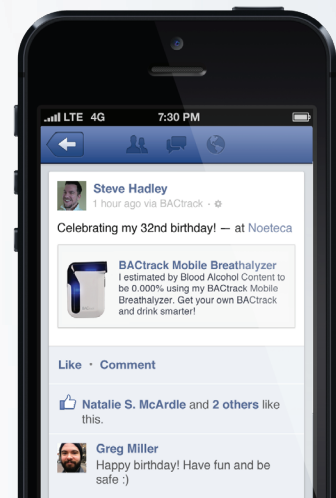 LTE 4G 7:30 PM
Steve Hadley
1 hour ago via BACtrack ·
Celebrating my 32nd birthday! — at Noeteca
BACtrack Mobile Breathalyzer
I estimated by Blood Alcohol Content to
be 0.000% using my BACtrack Mobile
Breathalyzer. Get your own BACtrack
and drink smarter!
Like · Comment
Natalie S. McArdle and 2 others like
this.
Greg Miller
Happy birthday! Have fun and be
safe :)